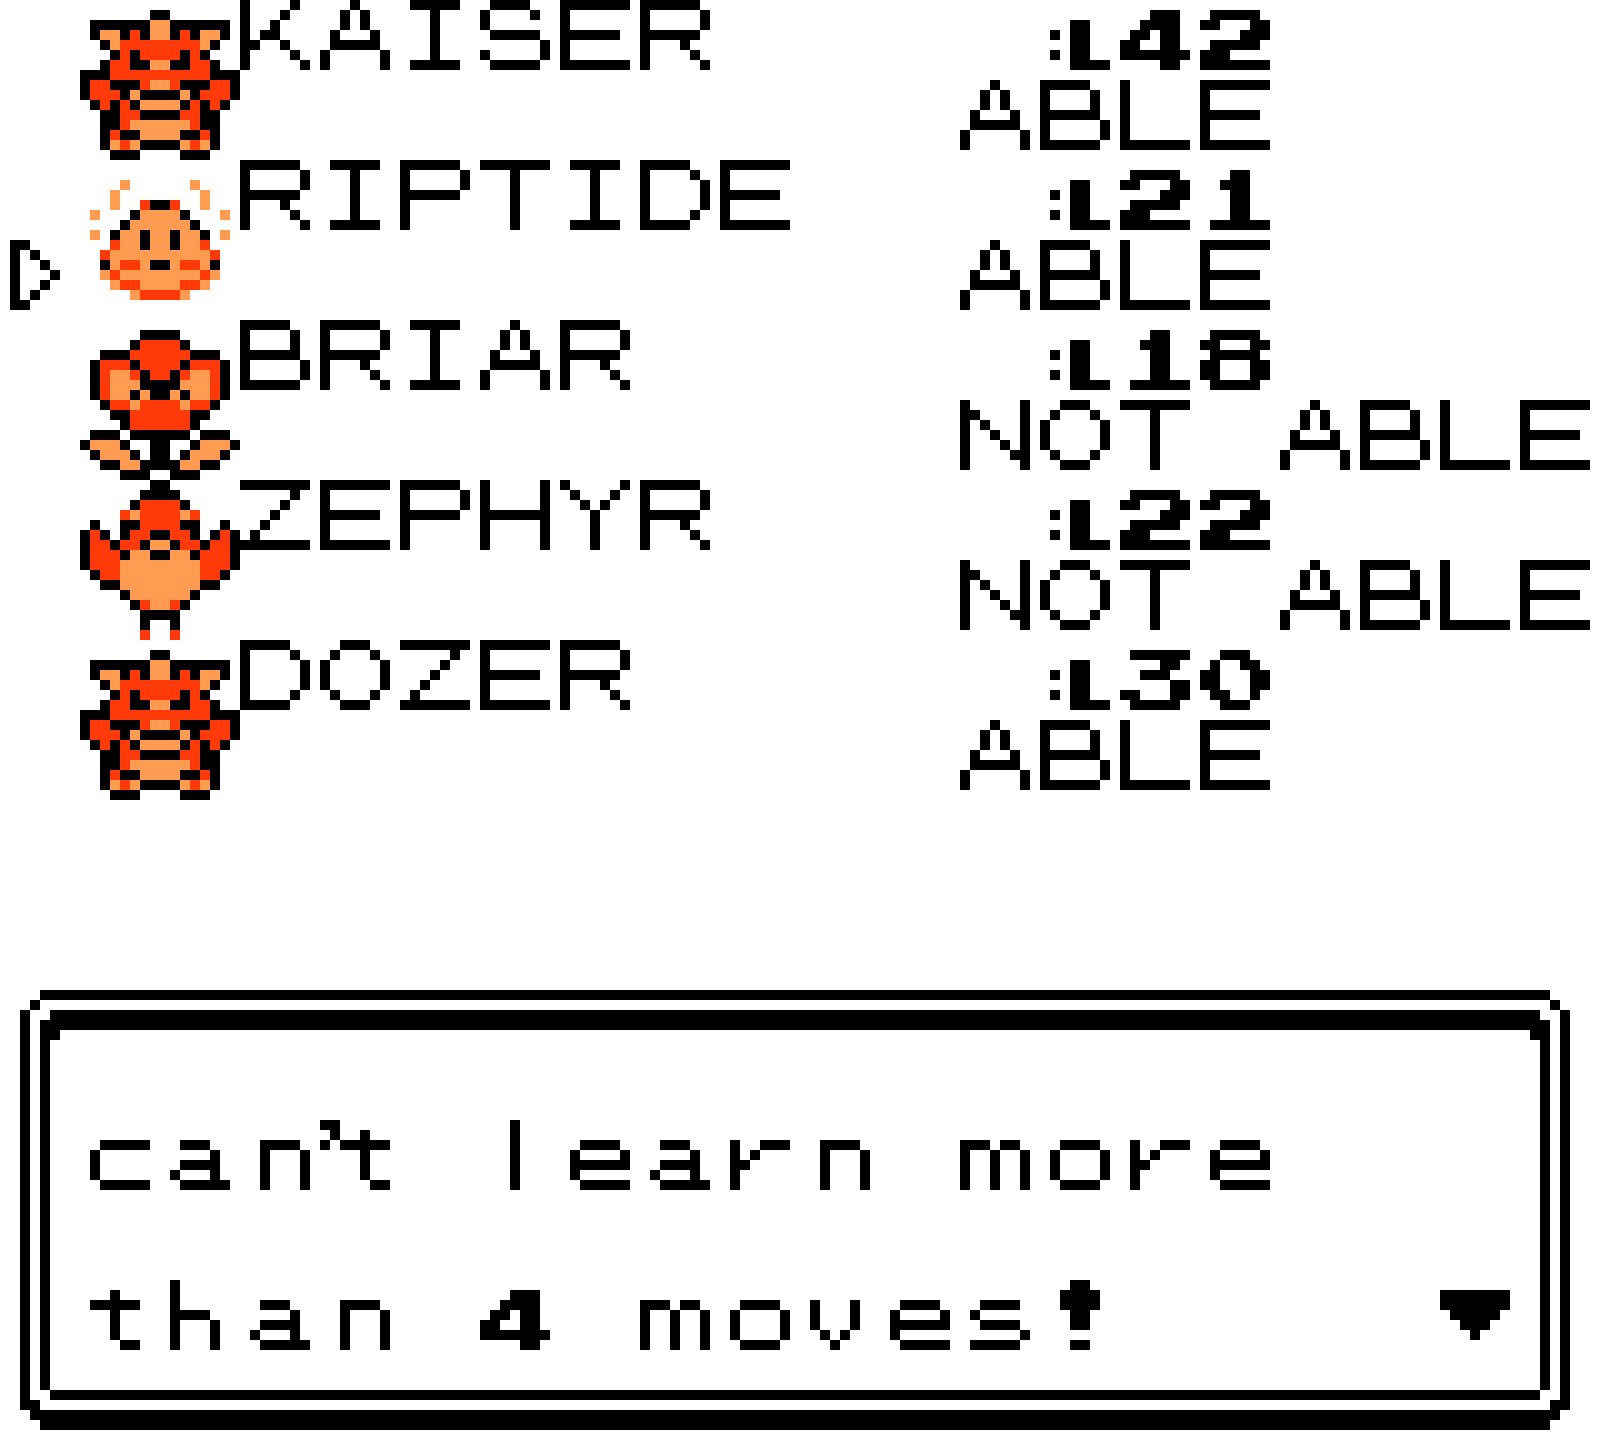 KAISER :L42
ABLE
RIPTIDE :L21
ABLE
BRIAR :L18
NOT ABLE
ZEPHYR :L22
NOT ABLE
DOZER :L30
ABLE
can't learn more
than 4 moves!